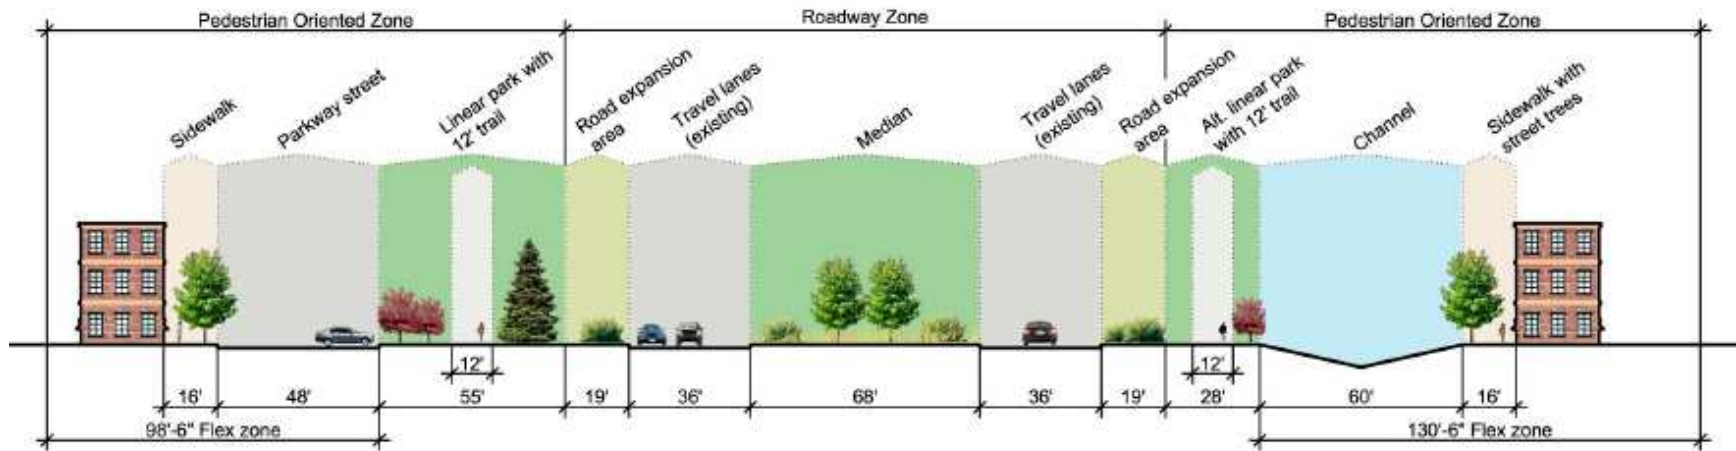 Pedestrian Oriented Zone
Roadway Zone
Pedestrian Oriented Zone
Sidewalk
Parkway street
Linear park with
12' trail
Road expansion
area
Travel lanes
(existing)
Median
Travel lanes
(existing)
Road expansion
area
Alt. linear park
with 12' trail
Channel
Sidewalk with
street trees
12'
12'
16'
48'
55'
19'
36'
68'
36'
19'
28'
60'
16'
98'-6" Flex zone
130'-6" Flex zone